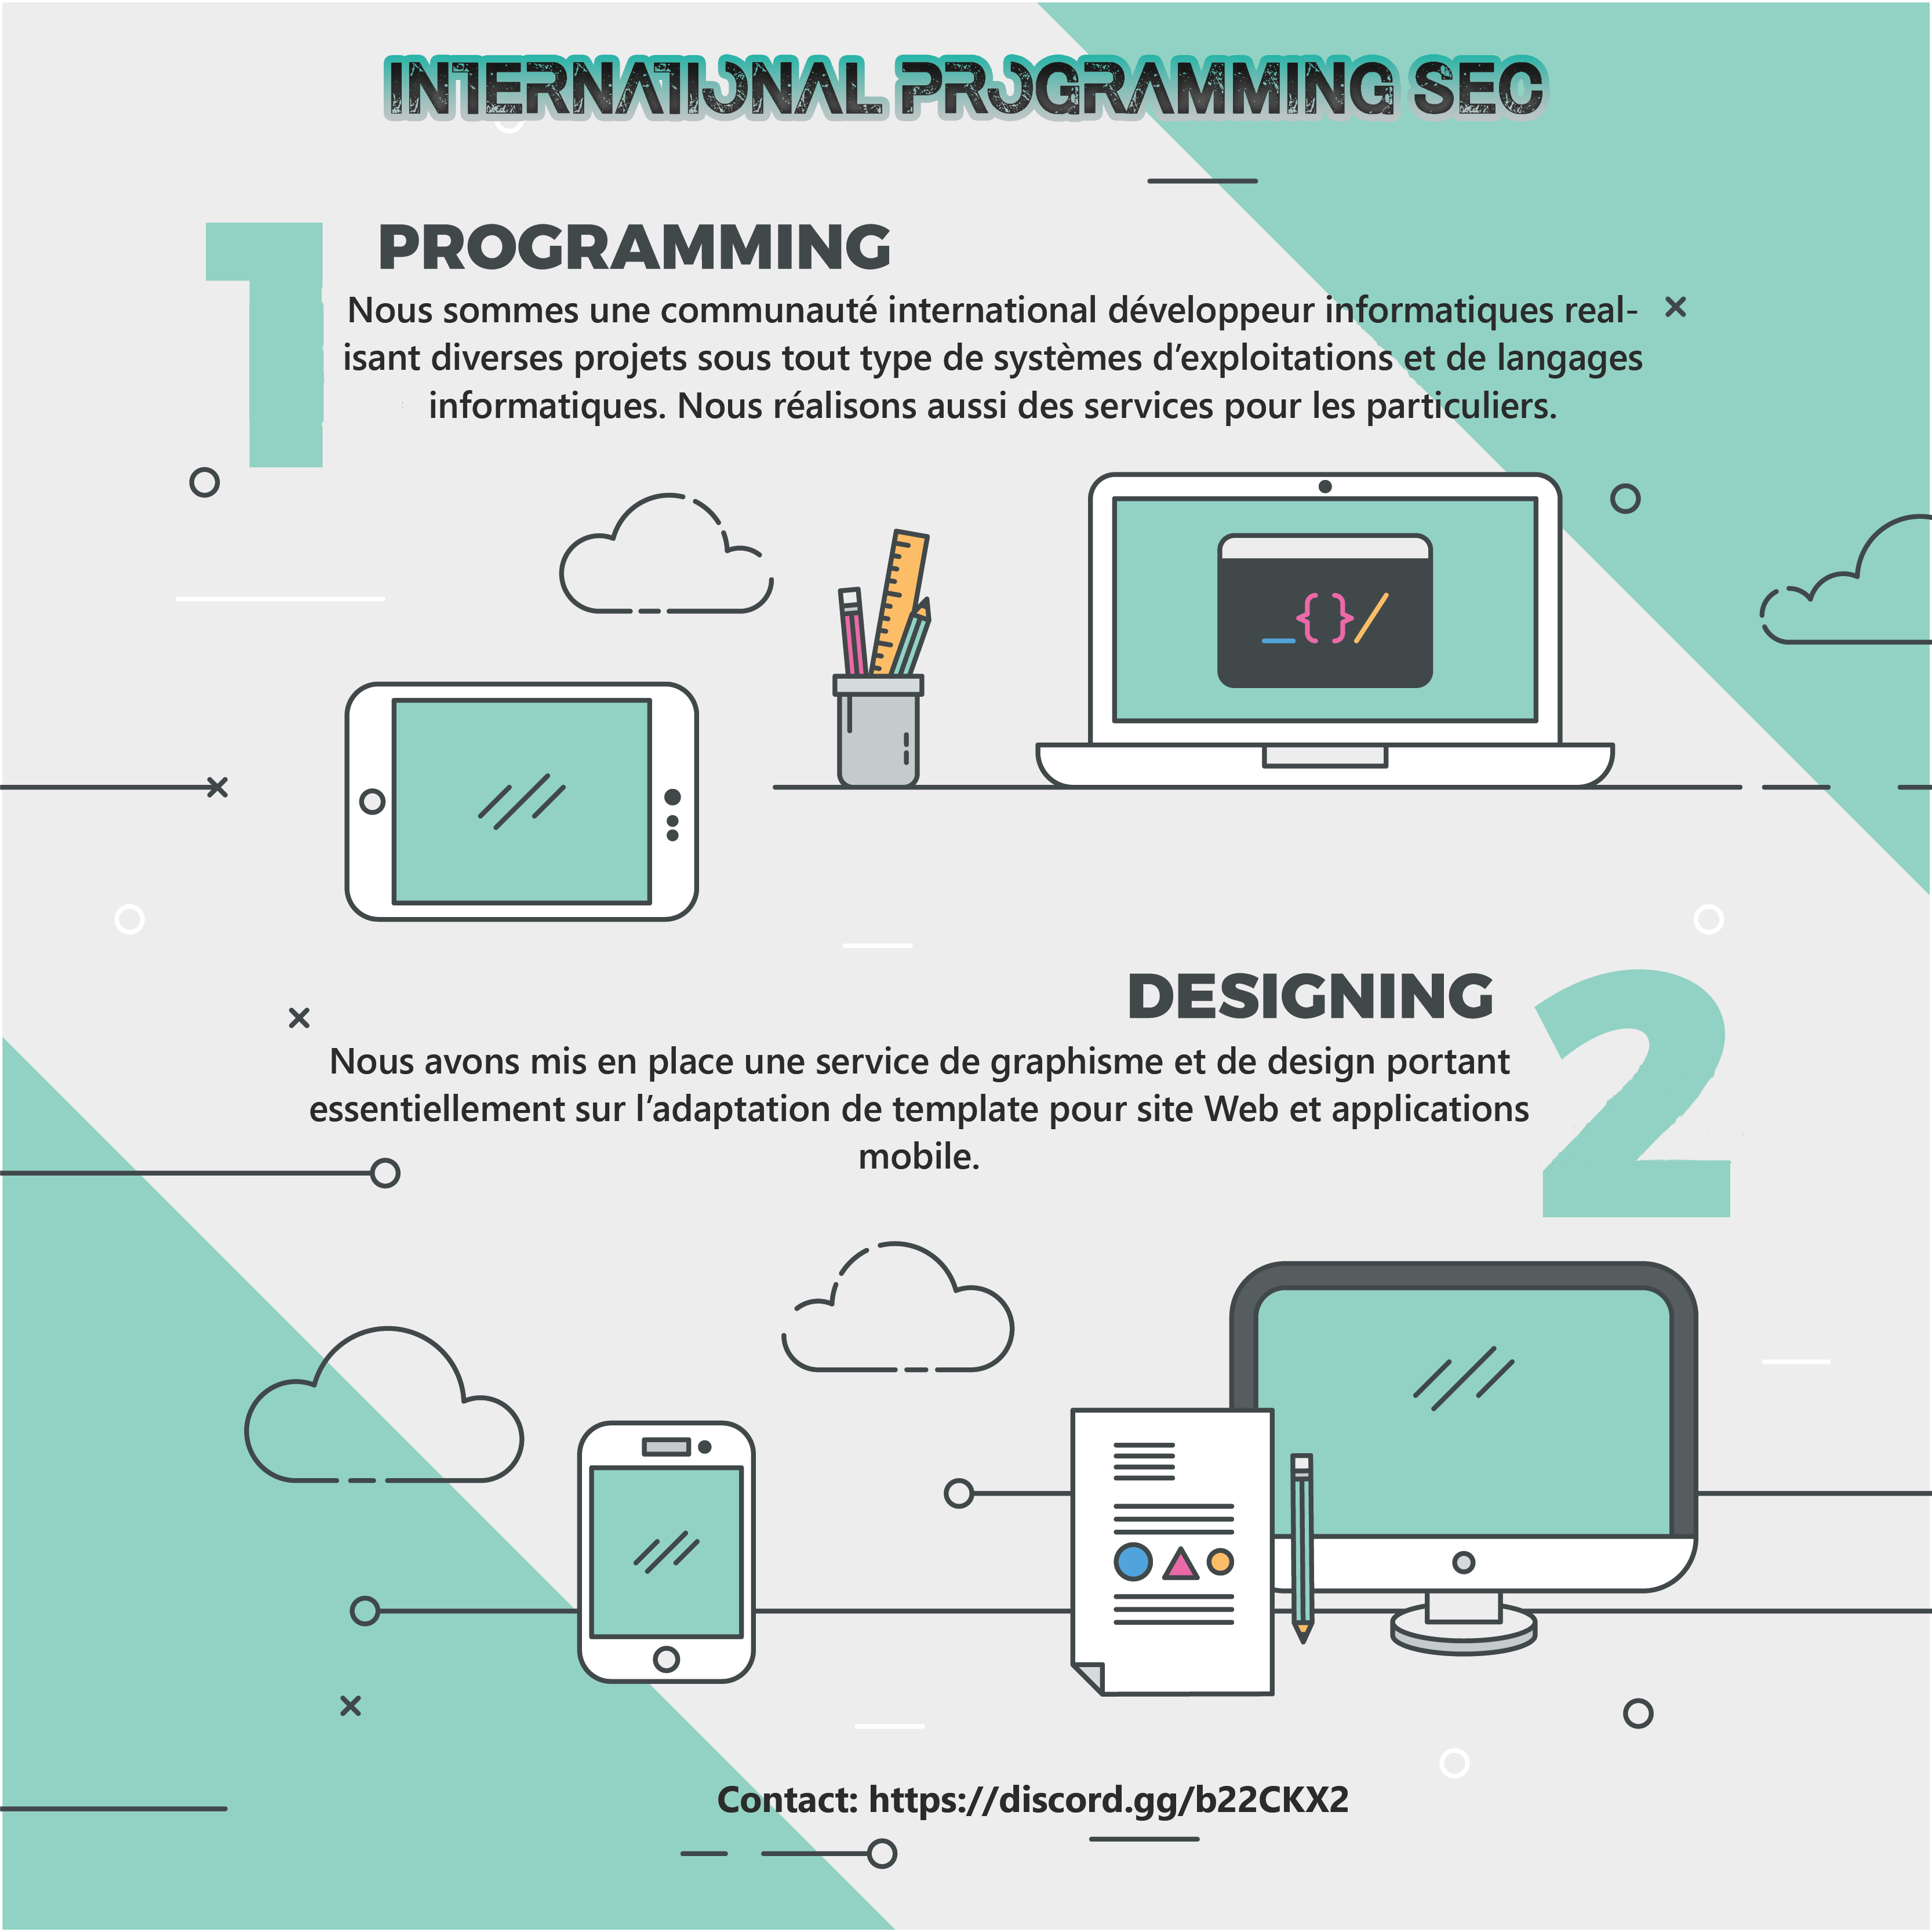 INTERNATIONAL PROGRAMMING SEC
1
PROGRAMMING
Nous sommes une communauté international développeur informatiques real-
isant diverses projets sous tout type de systèmes d’exploitations et de langages
informatiques. Nous réalisons aussi des services pour les particuliers.
_{}/
DESIGNING
2
Nous avons mis en place une service de graphisme et de design portant
essentiellement sur l’adaptation de template pour site Web et applications
mobile.
Contact: https://discord.gg/b22CKX2